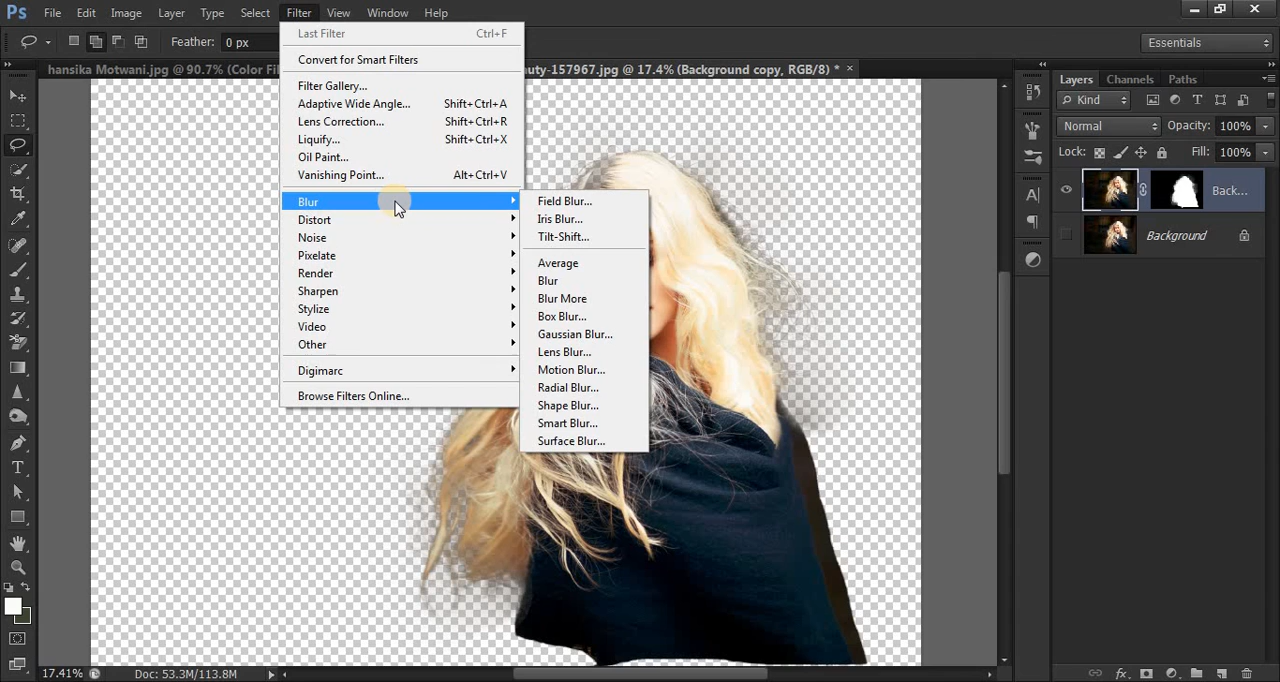 Ps File Edit Image Layer Type Select Filter View Window Help
Feather: 0 px
Essentials
hansika Motwani.jpg @ 90.7% (Color Fil
uty-157967.jpg @ 17.4% (Background copy, RGB/8) * ×
Last Filter Ctrl+F
Convert for Smart Filters
Filter Gallery...
Adaptive Wide Angle... Shift+Ctrl+A
Lens Correction... Shift+Ctrl+R
Liquify... Shift+Ctrl+X
Oil Paint...
Vanishing Point... Alt+Ctrl+V
Blur
Distort
Noise
Pixelate
Render
Sharpen
Stylize
Video
Other
Digimarc
Browse Filters Online...
Field Blur...
Iris Blur...
Tilt-Shift...
Average
Blur
Blur More
Box Blur...
Gaussian Blur...
Lens Blur...
Motion Blur...
Radial Blur...
Shape Blur...
Smart Blur...
Surface Blur...
Layers Channels Paths
Kind
Normal Opacity: 100%
Lock: Fill: 100%
Back...
Background
17.41% Doc: 53.3M/113.8M
fx